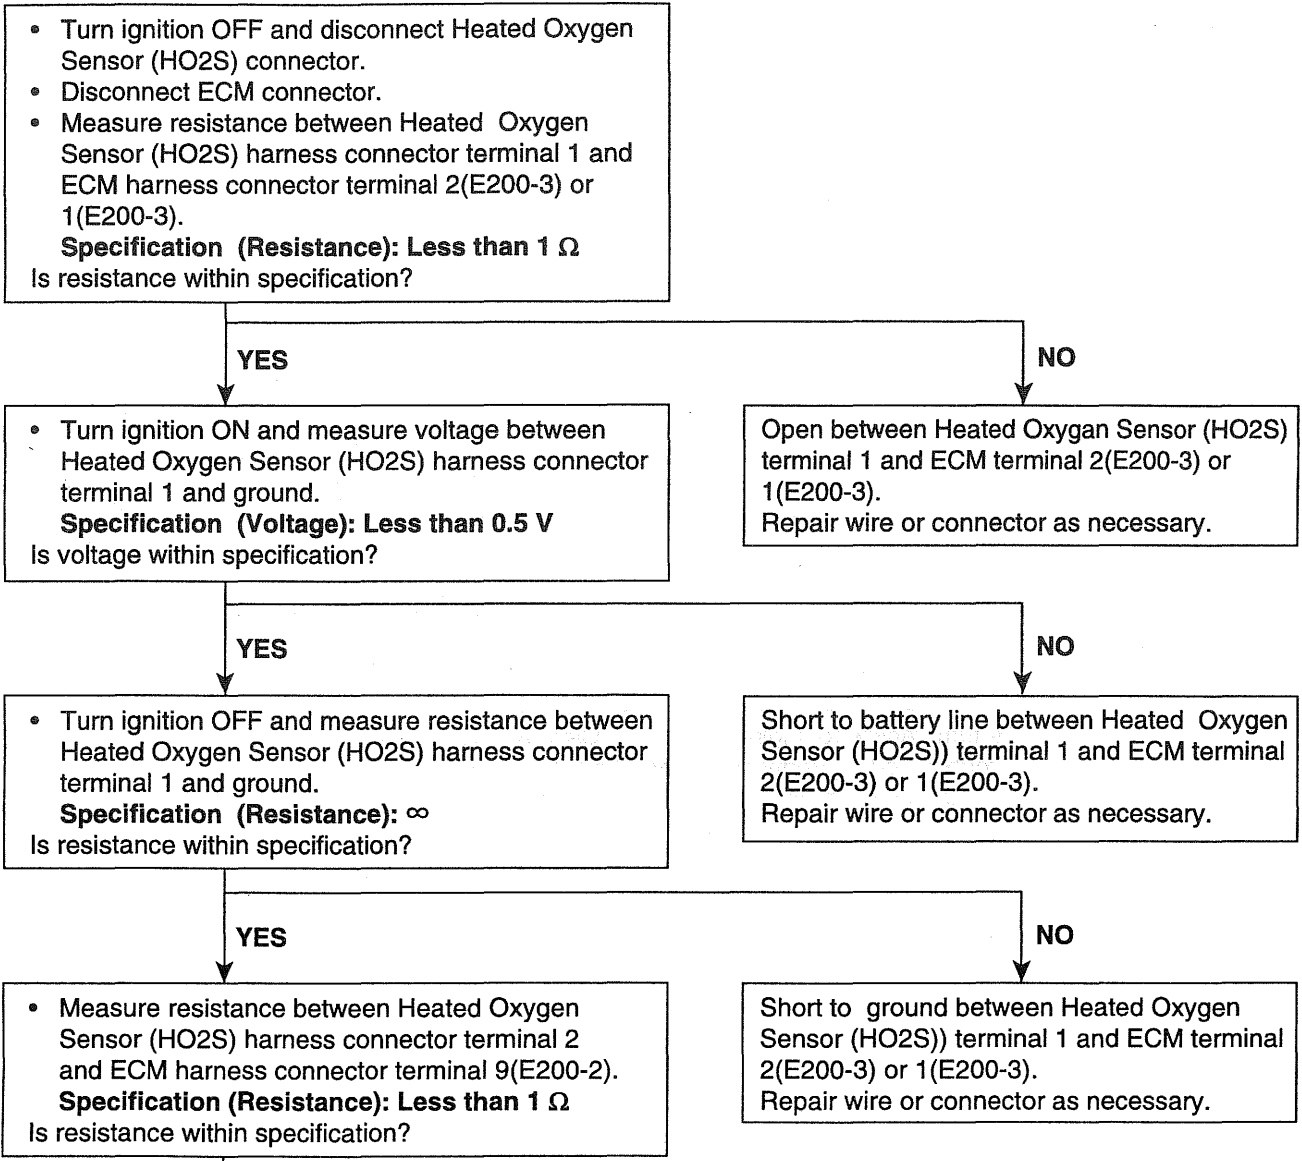 • Turn ignition OFF and disconnect Heated Oxygen
Sensor (HO2S) connector.
• Disconnect ECM connector.
• Measure resistance between Heated Oxygen
Sensor (HO2S) harness connector terminal 1 and
ECM harness connector terminal 2(E200-3) or
1(E200-3).
Specification (Resistance): Less than 1 Ω
Is resistance within specification?
YES
NO
• Turn ignition ON and measure voltage between
Heated Oxygen Sensor (HO2S) harness connector
terminal 1 and ground.
Specification (Voltage): Less than 0.5 V
Is voltage within specification?
Open between Heated Oxygan Sensor (HO2S)
terminal 1 and ECM terminal 2(E200-3) or
1(E200-3).
Repair wire or connector as necessary.
YES
NO
• Turn ignition OFF and measure resistance between
Heated Oxygen Sensor (HO2S) harness connector
terminal 1 and ground.
Specification (Resistance): ∞
Is resistance within specification?
Short to battery line between Heated Oxygen
Sensor (HO2S)) terminal 1 and ECM terminal
2(E200-3) or 1(E200-3).
Repair wire or connector as necessary.
YES
NO
• Measure resistance between Heated Oxygen
Sensor (HO2S) harness connector terminal 2
and ECM harness connector terminal 9(E200-2).
Specification (Resistance): Less than 1 Ω
Is resistance within specification?
Short to ground between Heated Oxygen
Sensor (HO2S)) terminal 1 and ECM terminal
2(E200-3) or 1(E200-3).
Repair wire or connector as necessary.